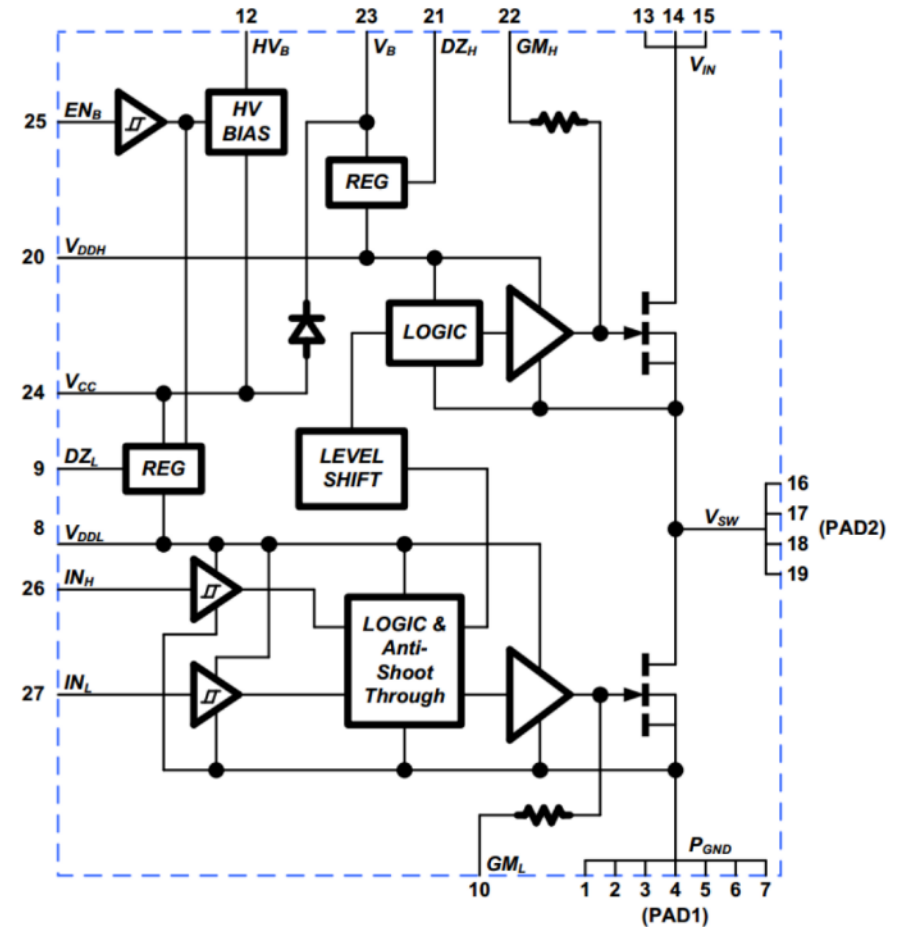 12 23 21 22 13 14 15
HV_B V_B DZ_H GM_H V_IN
25 EN_B
HV
BIAS
REG
20 V_DDH
LOGIC
24 V_CC
LEVEL
SHIFT
9 DZ_L
REG
16
V_SW 17
18
19
(PAD2)
8 V_DDL
26 IN_H
LOGIC &
Anti-
Shoot
Through
27 IN_L
P_GND
GM_L
10 1 2 3 4 5 6 7
(PAD1)